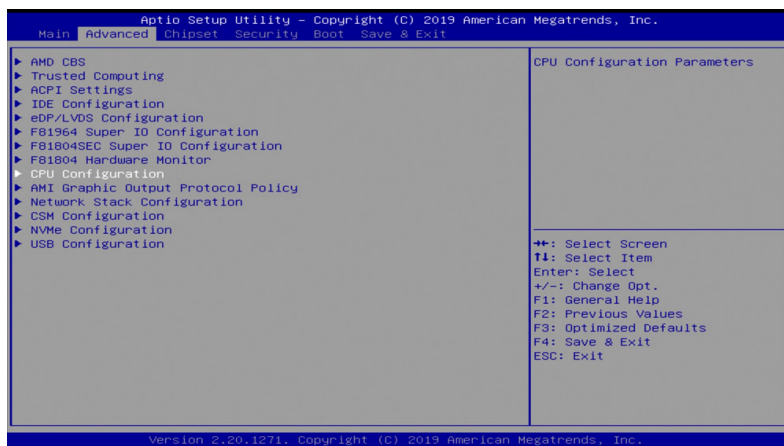 Aptio Setup Utility – Copyright (C) 2019 American Megatrends, Inc.
Main Advanced Chipset Security Boot Save & Exit
► AMD CBS
► Trusted Computing
► ACPI Settings
► IDE Configuration
► eDP/LVDS Configuration
► F81964 Super IO Configuration
► F81804SEC Super IO Configuration
► F81804 Hardware Monitor
► CPU Configuration
► AMI Graphic Output Protocol Policy
► Network Stack Configuration
► CSM Configuration
► NVMe Configuration
► USB Configuration
CPU Configuration Parameters
→←: Select Screen
↑↓: Select Item
Enter: Select
+/-: Change Opt.
F1: General Help
F2: Previous Values
F3: Optimized Defaults
F4: Save & Exit
ESC: Exit
Version 2.20.1271. Copyright (C) 2019 American Megatrends, Inc.